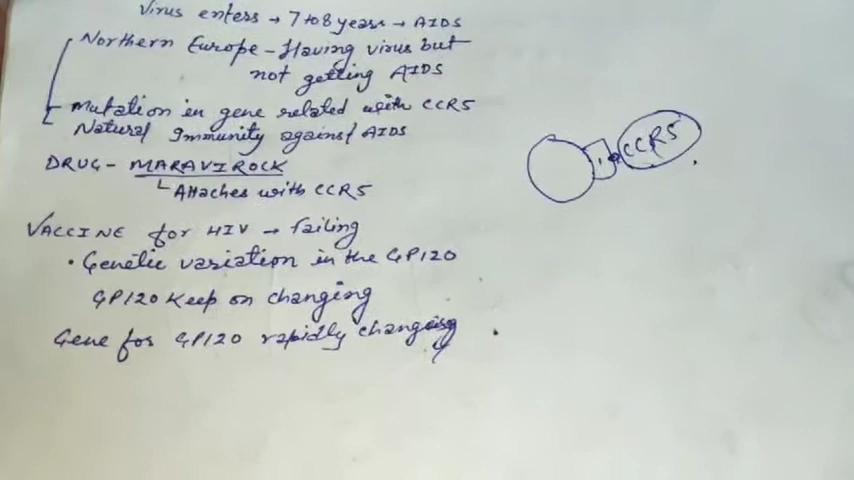 Virus enters → 7 to 8 years → AIDS
Northern Europe - Having virus but
not getting AIDS
Mutation in gene related with CCR5
Natural Immunity against AIDS
DRUG - MARAVIROCK
Attaches with CCR5
VACCINE for HIV → failing
• Genetic variation in the GP120
GP120 Keep on changing
Gene for GP120 rapidly changing
CCR5